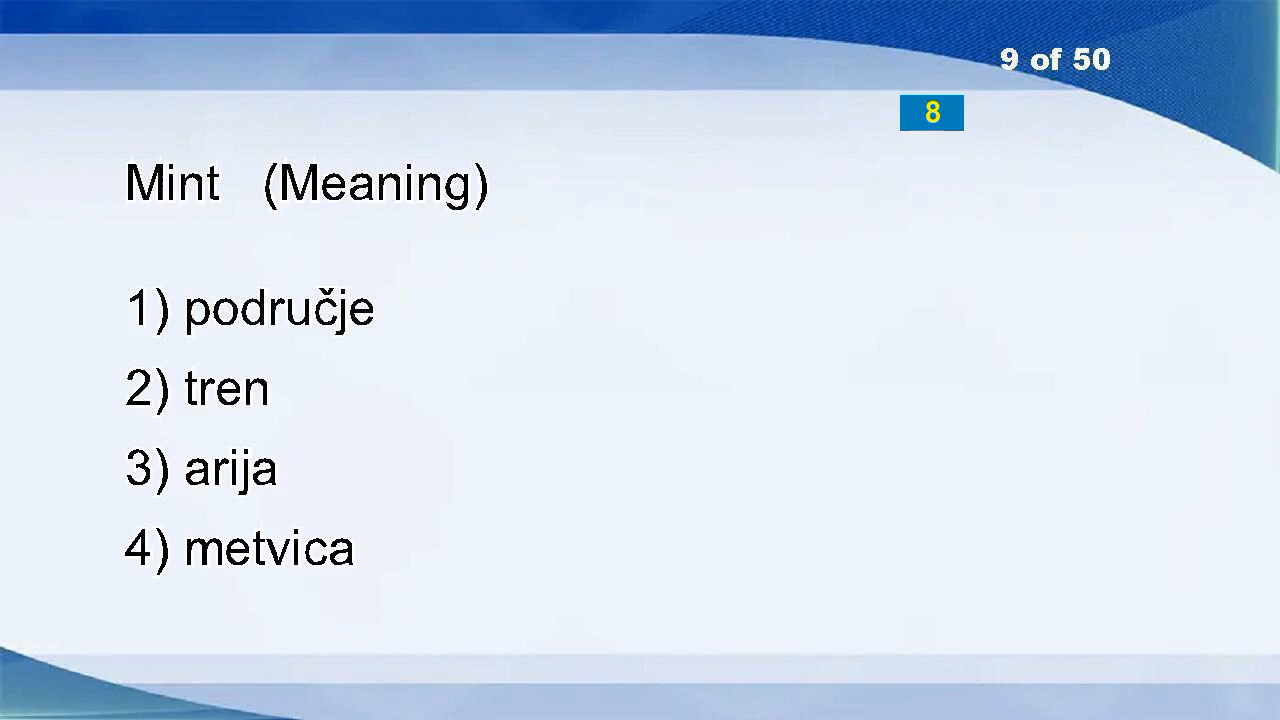 9 of 50
8
Mint (Meaning)
1) područje
2) tren
3) arija
4) metvica